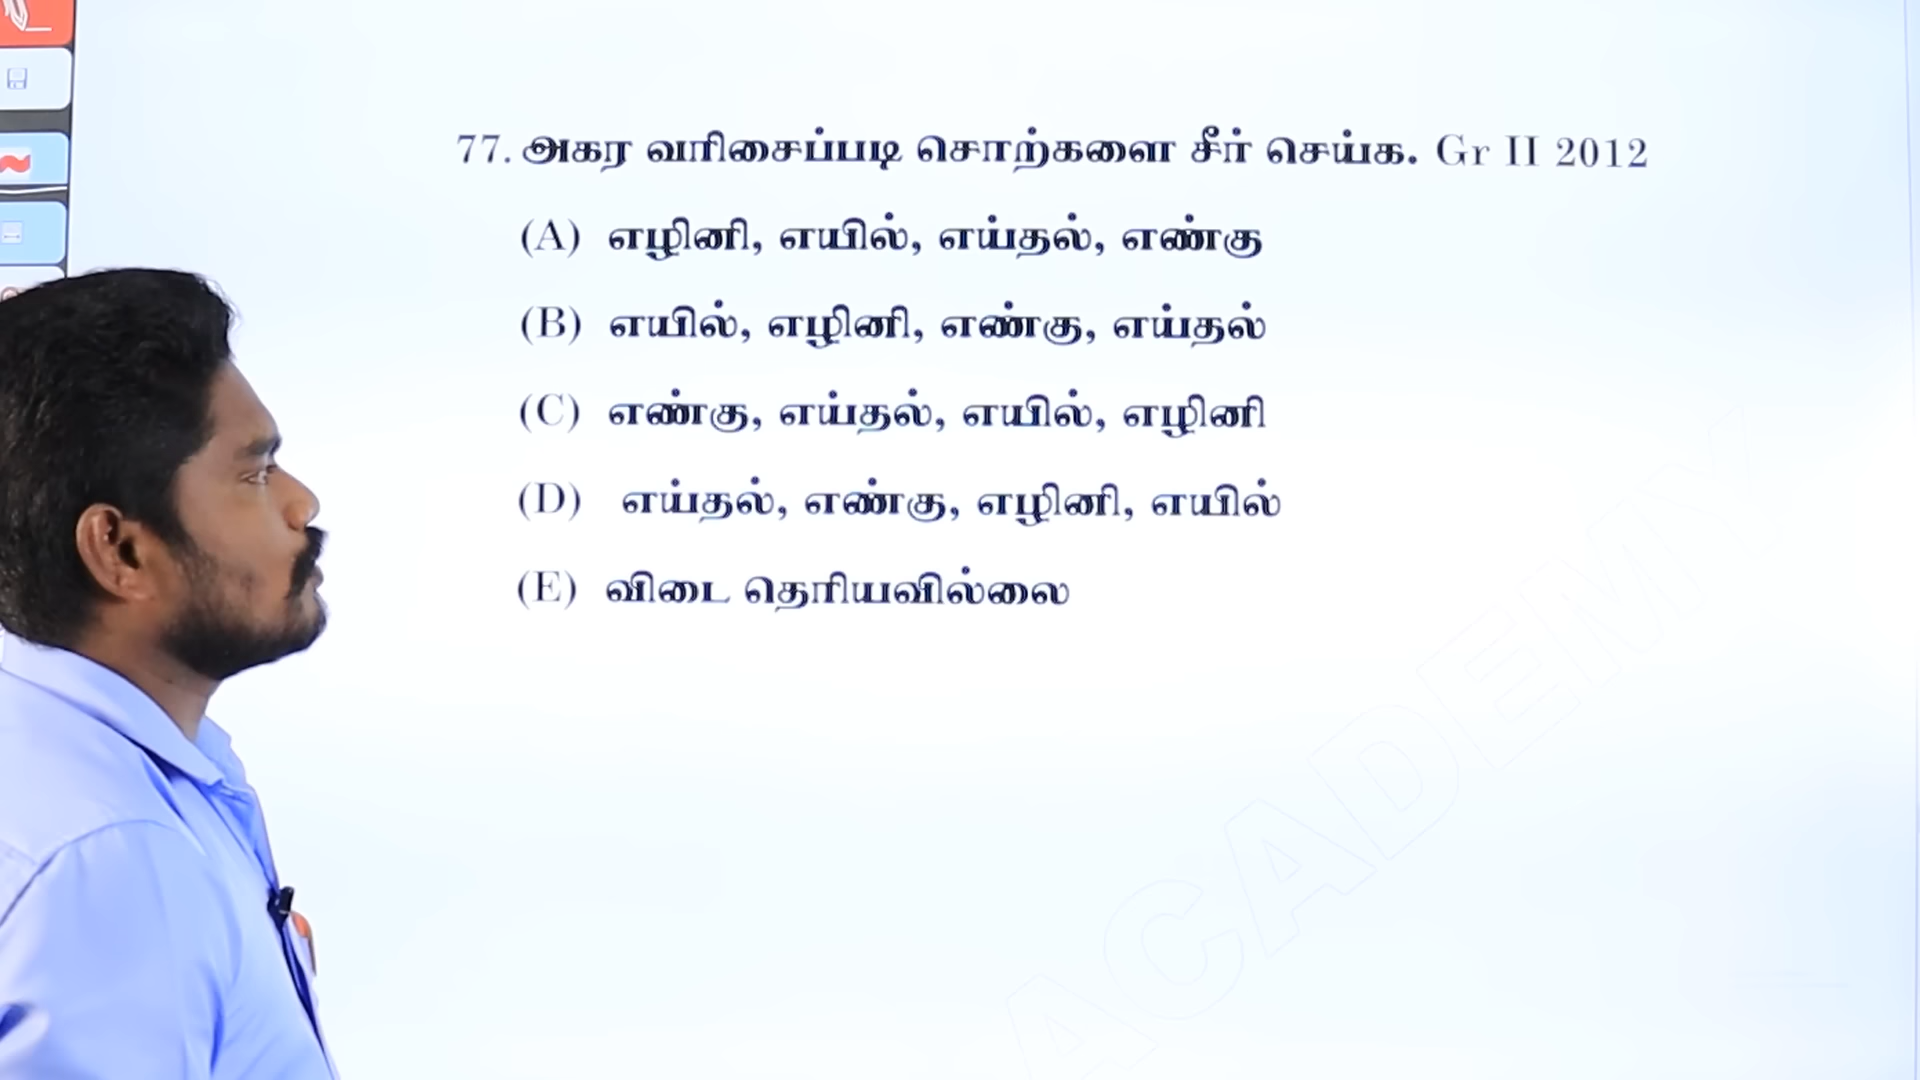 77. அகர வரிசைப்படி சொற்களை சீர் செய்க. Gr II 2012
(A) எழினி, எயில், எய்தல், எண்கு
(B) எயில், எழினி, எண்கு, எய்தல்
(C) எண்கு, எய்தல், எயில், எழினி
(D) எய்தல், எண்கு, எழினி, எயில்
(E) விடை தெரியவில்லை
ACADEMY